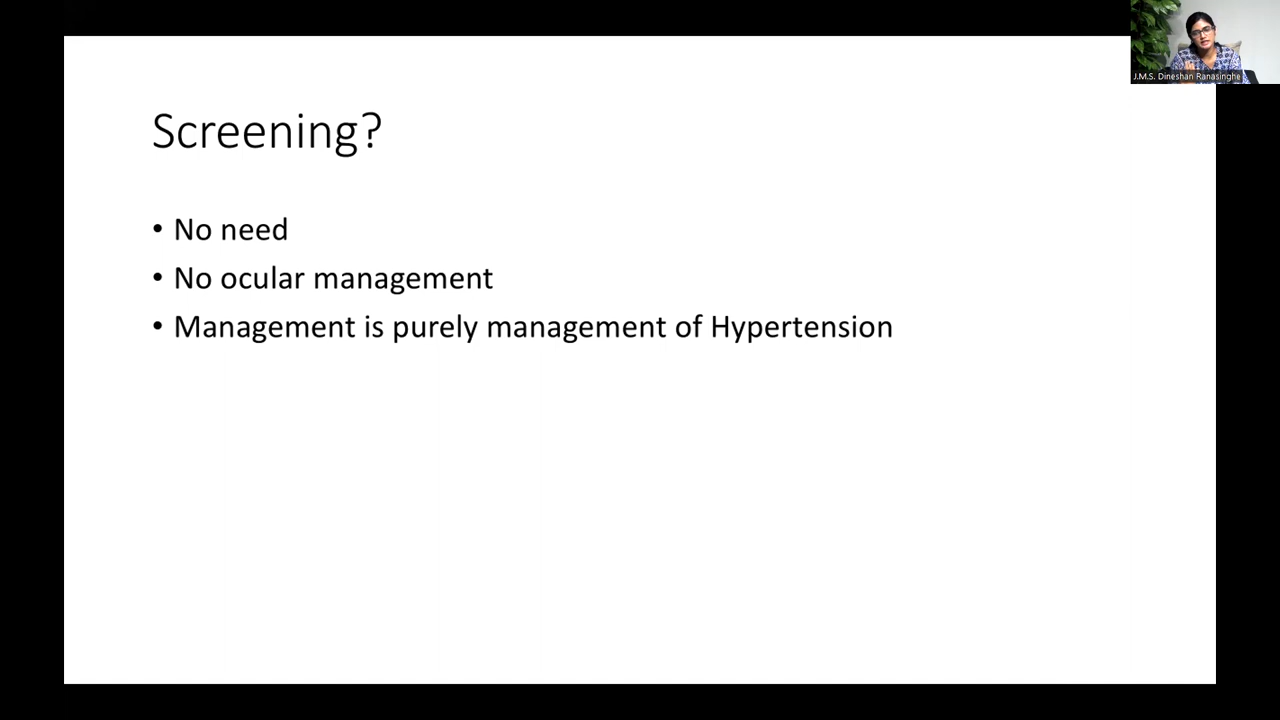 J.M.S. Dineshan Ranasinghe
Screening?
• No need
• No ocular management
• Management is purely management of Hypertension